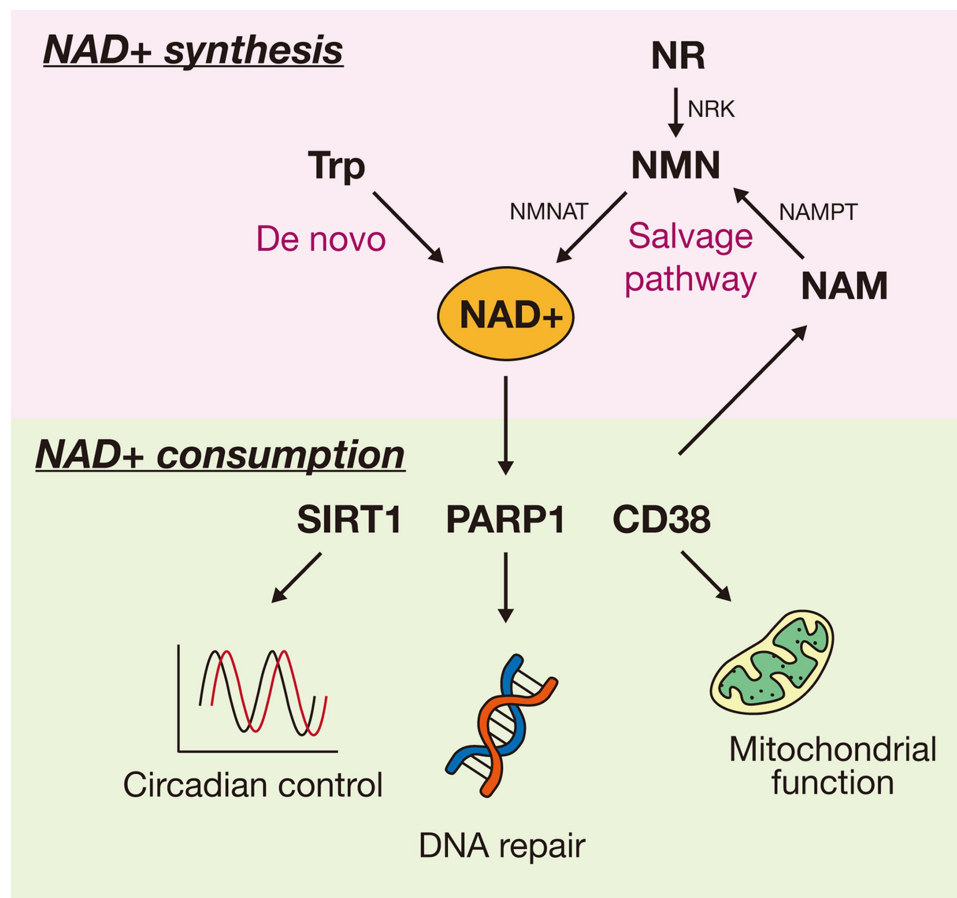 NAD+ synthesis
NR
NRK
Trp
NMN
NMNAT
NAMPT
De novo
Salvage
pathway
NAM
NAD+
NAD+ consumption
SIRT1
PARP1
CD38
Circadian control
DNA repair
Mitochondrial
function